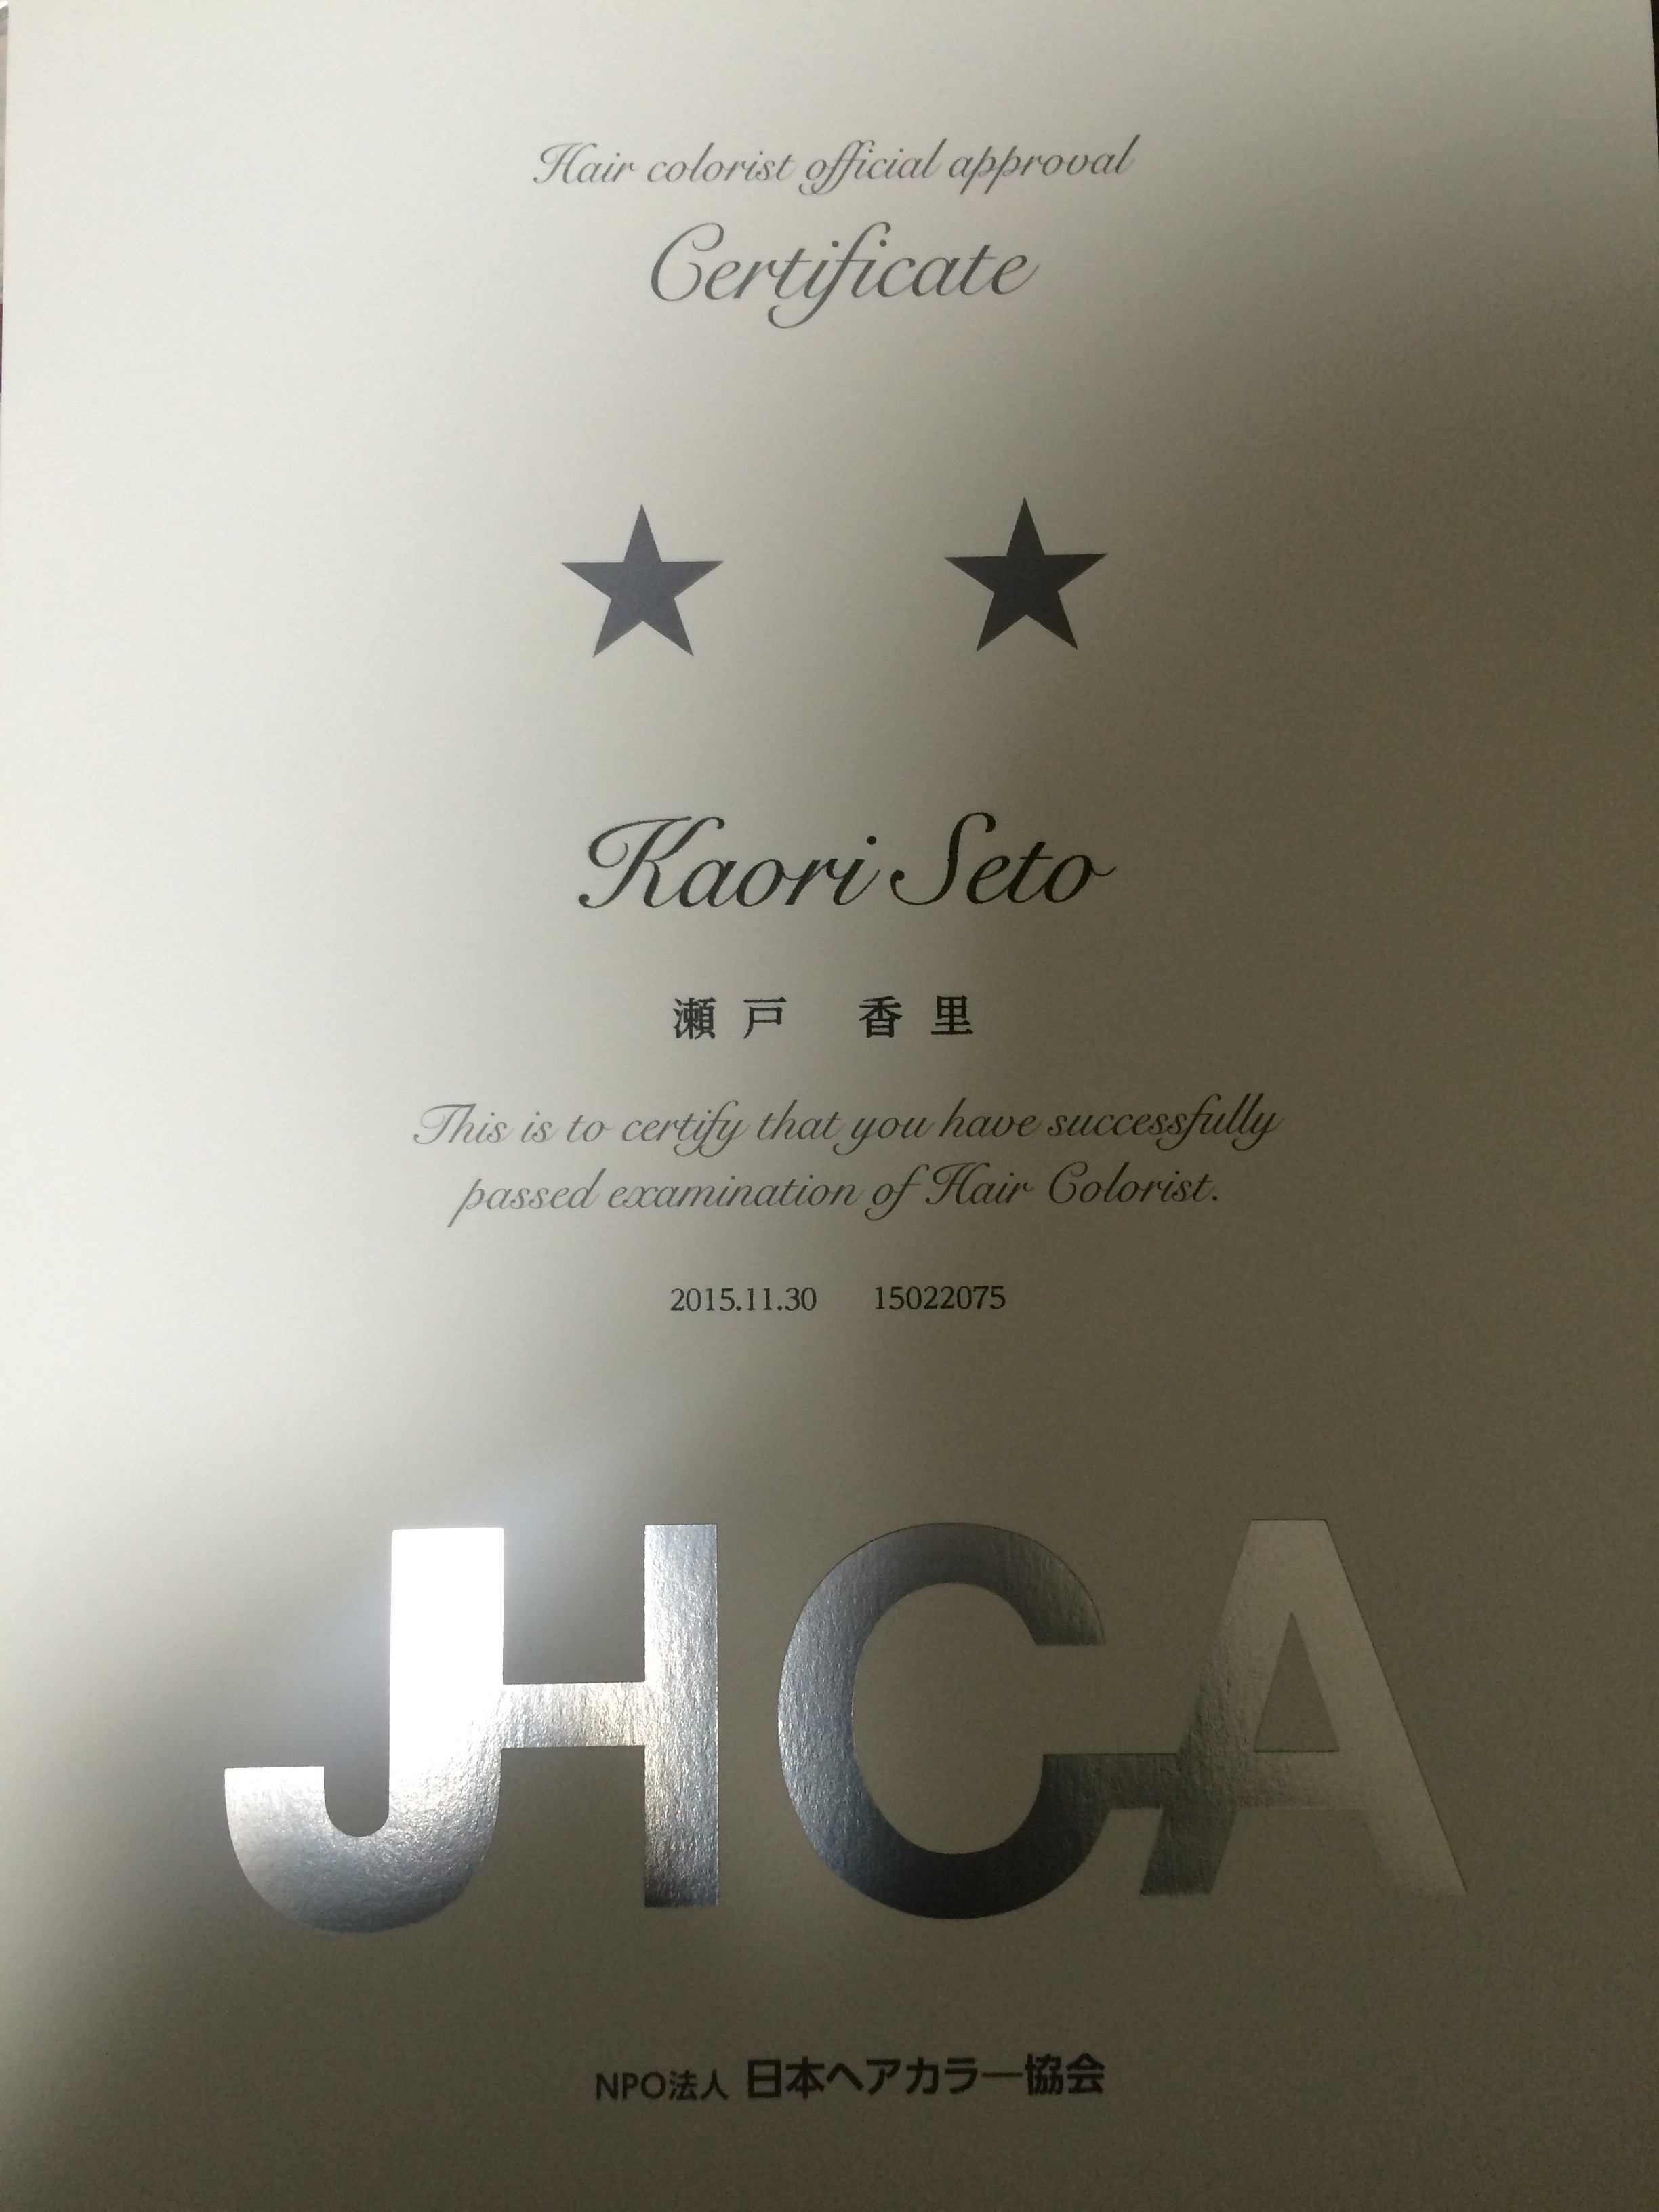 Hair colorist official approval
Certificate
Kaori Seto
瀬戸 香里
This is to certify that you have successfully
passed examination of Hair Colorist.
2015.11.30 15022075
JHCA
NPO法人 日本ヘアカラー協会